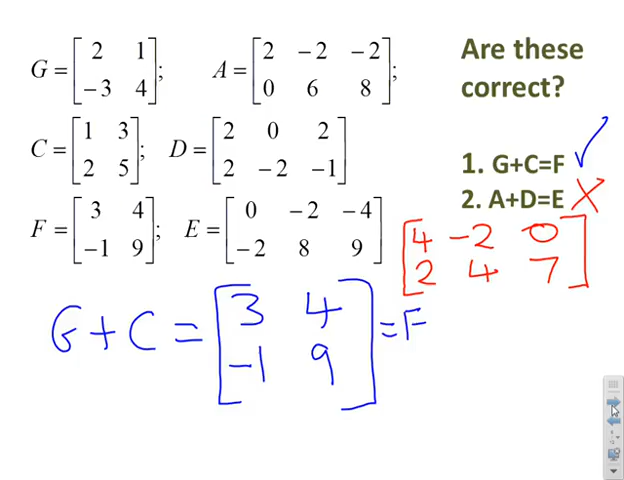 G = [2 1; -3 4]; A = [2 -2 -2; 0 6 8];
C = [1 3; 2 5]; D = [2 0 2; 2 -2 -1]
F = [3 4; -1 9]; E = [0 -2 -4; -2 8 9]
Are these
correct?
1. G+C=F ✓
2. A+D=E ✗
[4 -2 0; 2 4 7]
G+C = [3 4; -1 9] = F